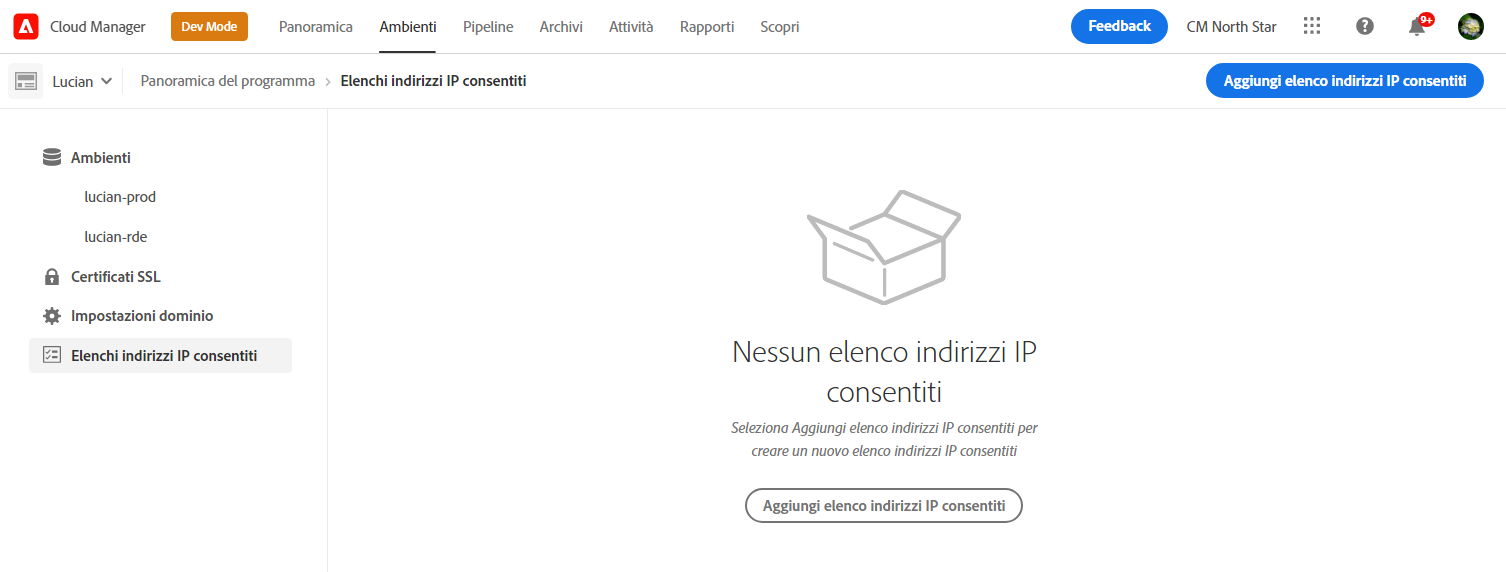 Cloud Manager Dev Mode Panoramica Ambienti Pipeline Archivi Attività Rapporti Scopri Feedback CM North Star 9+
Lucian Panoramica del programma › Elenchi indirizzi IP consentiti Aggiungi elenco indirizzi IP consentiti
Ambienti
lucian-prod
lucian-rde
Certificati SSL
Impostazioni dominio
Elenchi indirizzi IP consentiti
Nessun elenco indirizzi IP
consentiti
Seleziona Aggiungi elenco indirizzi IP consentiti per
creare un nuovo elenco indirizzi IP consentiti
Aggiungi elenco indirizzi IP consentiti